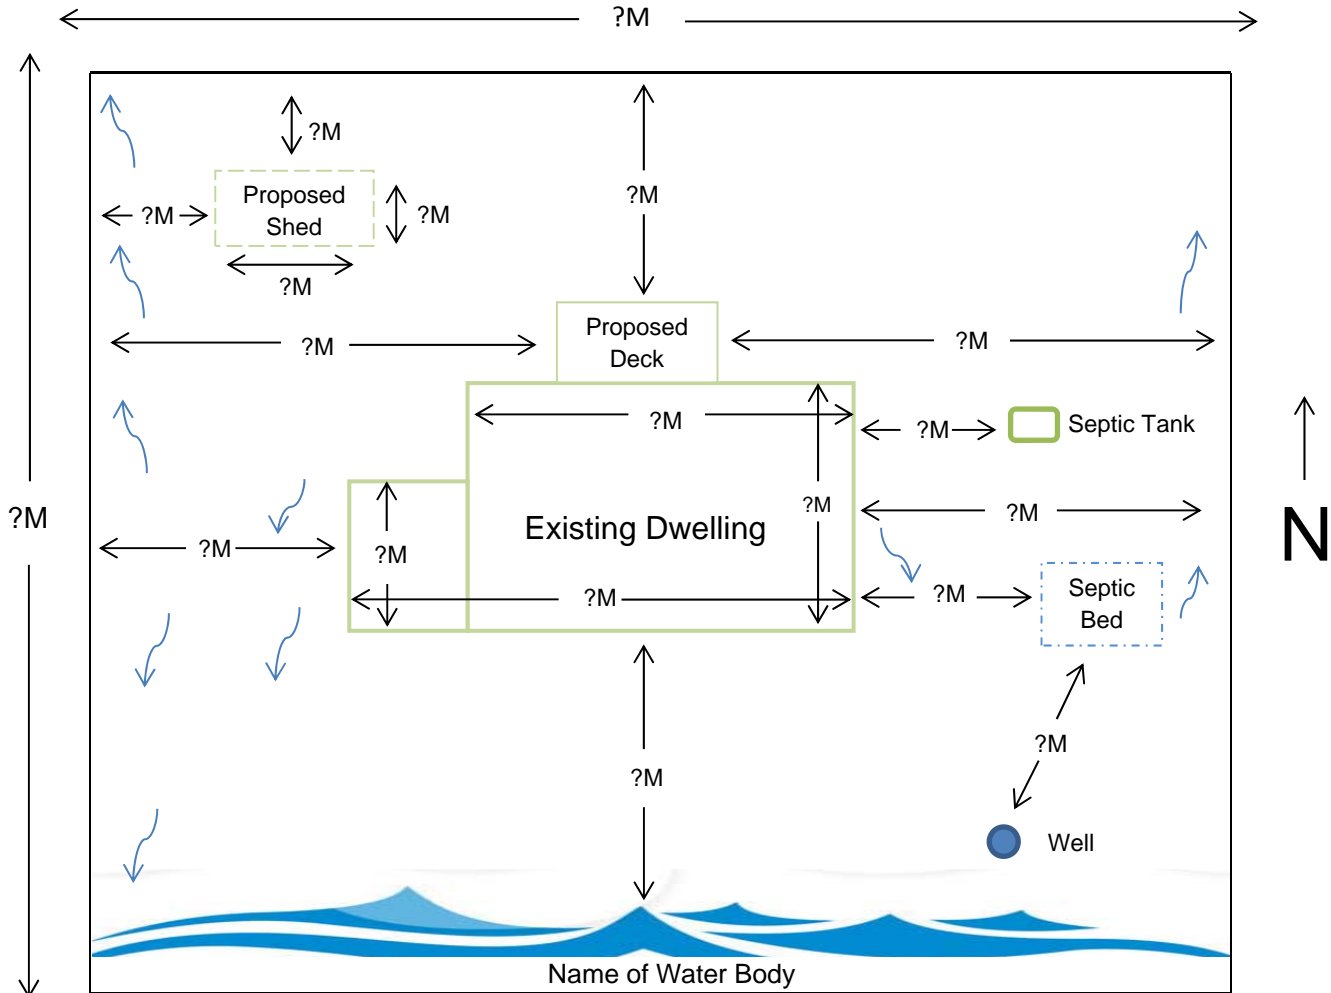 ?M
?M
?M
Proposed
Shed
?M
?M
?M
?M
Proposed
Deck
?M
?M
?M
?M
Septic Tank
?M
?M
Existing Dwelling
?M
N
?M
?M
?M
?M
Septic
Bed
?M
?M
Well
Name of Water Body